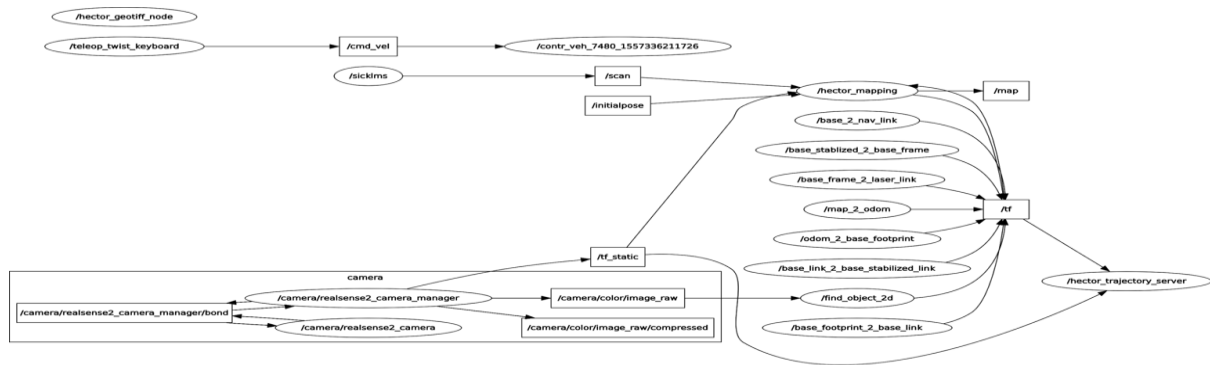 /hector_geotiff_node
/teleop_twist_keyboard
/cmd_vel
/contr_veh_7480_1557336211726
/sicklms
/scan
/hector_mapping
/map
/initialpose
/base_2_nav_link
/base_stablized_2_base_frame
/base_frame_2_laser_link
/map_2_odom
/tf
/odom_2_base_footprint
/tf_static
/base_link_2_base_stabilized_link
/hector_trajectory_server
camera
/camera/realsense2_camera_manager
/camera/color/image_raw
/find_object_2d
/camera/realsense2_camera_manager/bond
/camera/realsense2_camera
/camera/color/image_raw/compressed
/base_footprint_2_base_link